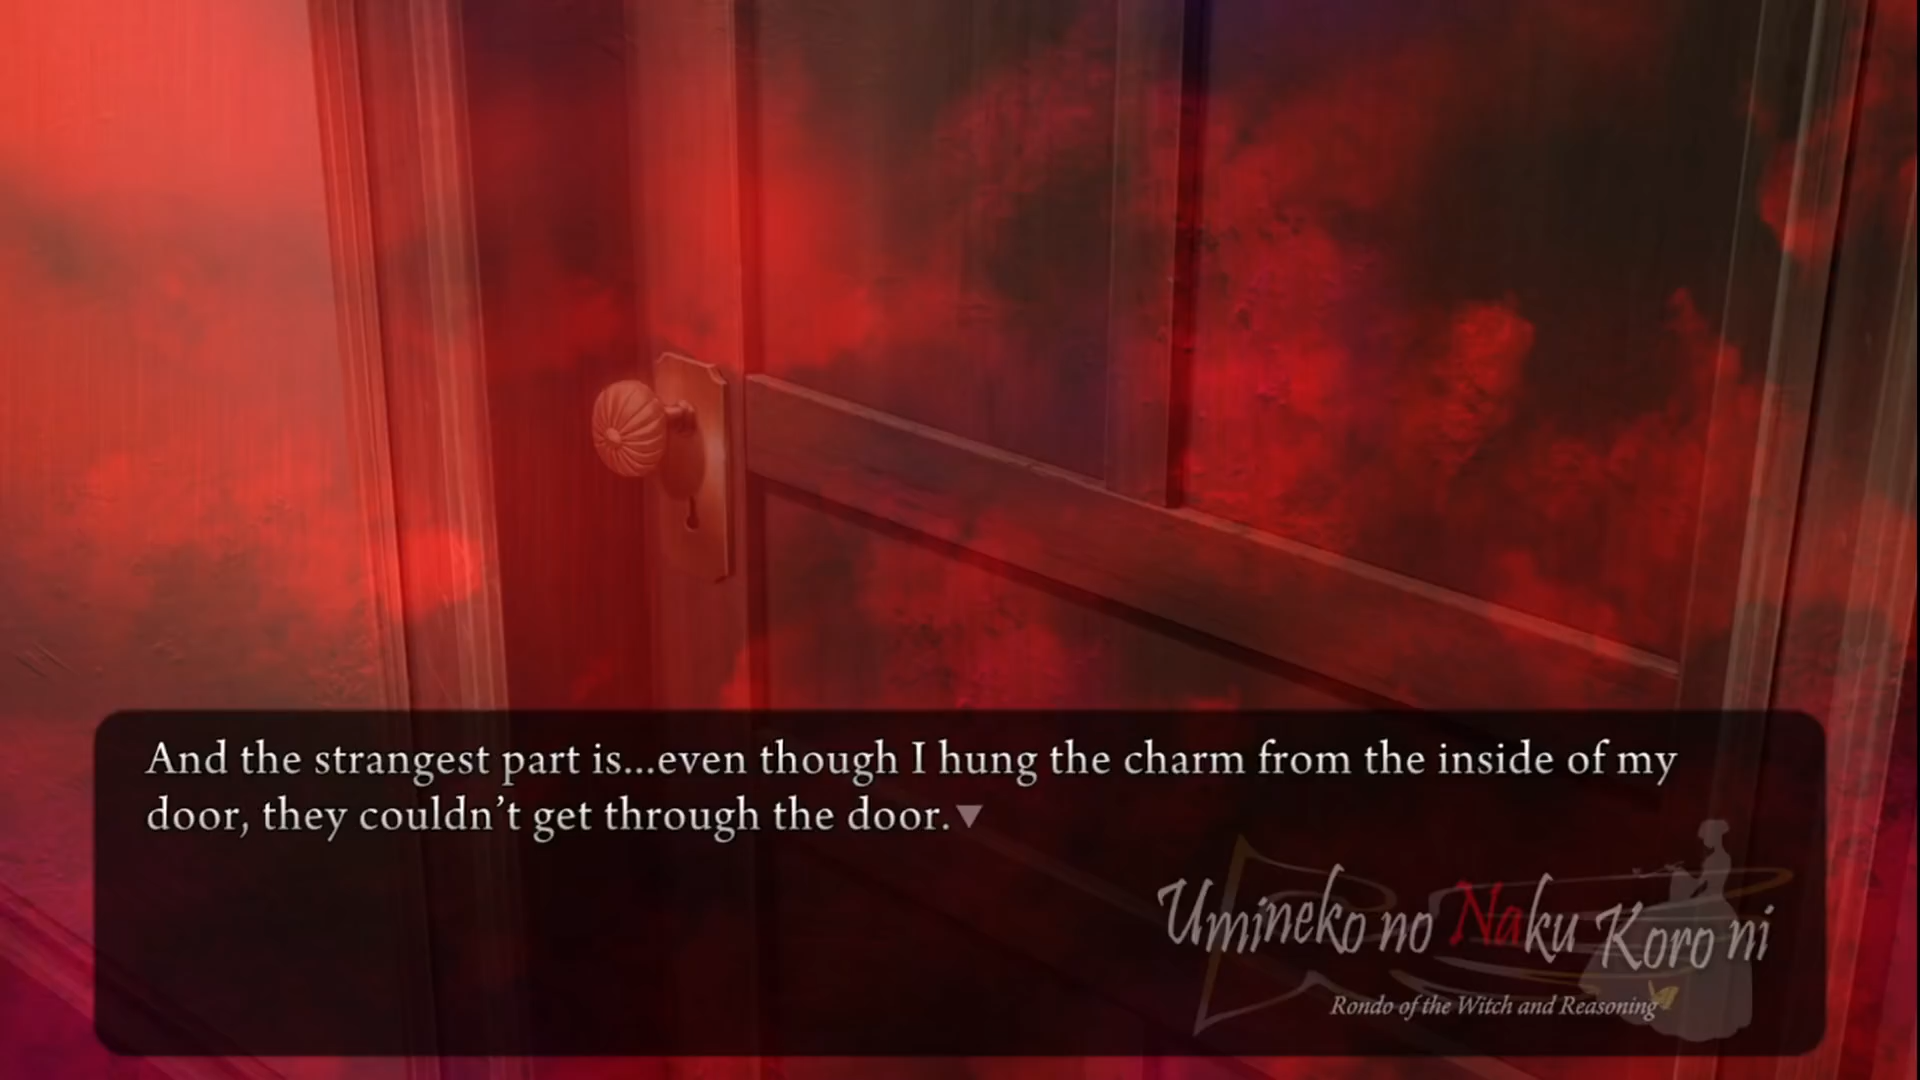 And the strangest part is...even though I hung the charm from the inside of my
door, they couldn't get through the door.
Umineko no Naku Koro ni
Rondo of the Witch and Reasoning